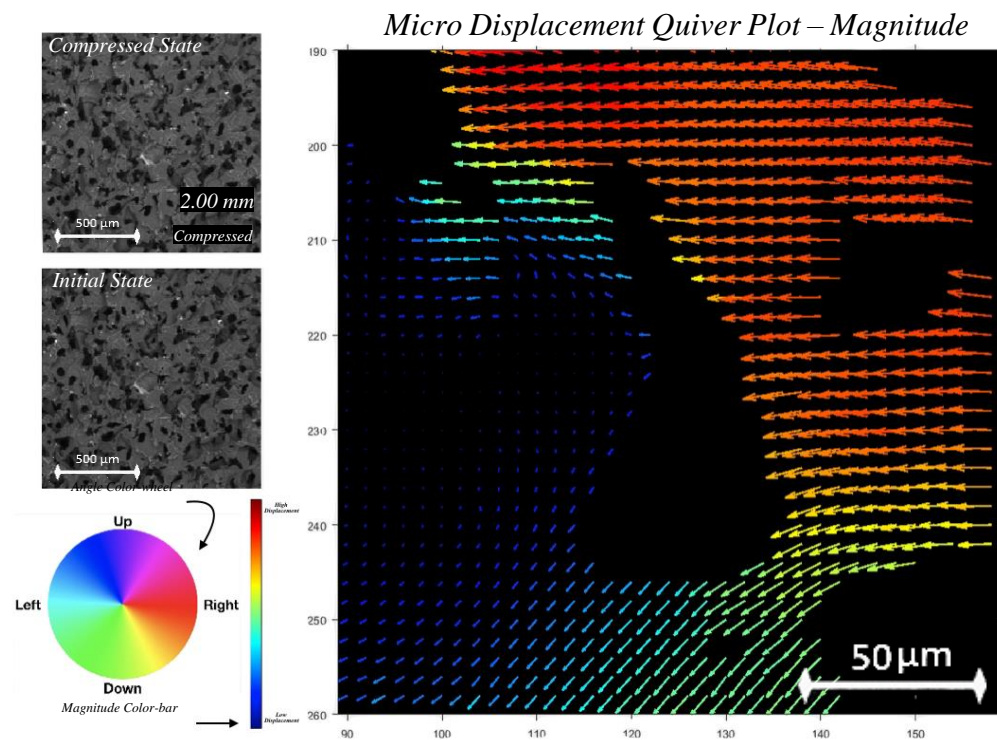 Micro Displacement Quiver Plot – Magnitude
Compressed State
2.00 mm
500 µm
Compressed
Initial State
500 µm
Angle Color-wheel
Up
Left
Right
Down
Magnitude Color-bar
High
Displacement
Low
Displacement
190
200
210
220
230
240
250
260
90
100
110
120
130
140
150
50µm